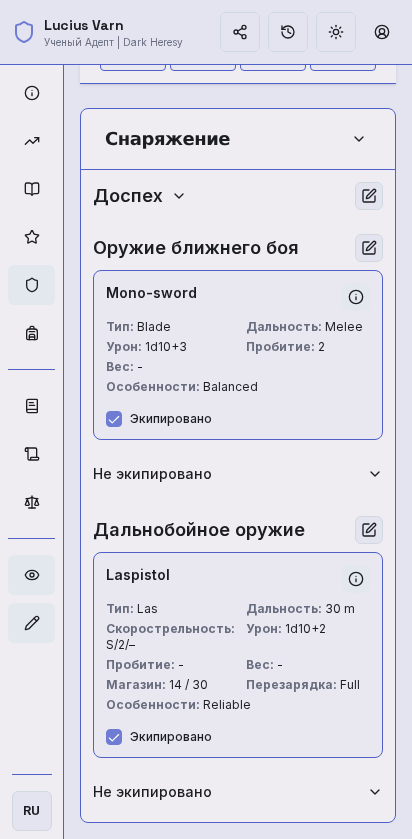 Lucius Varn
Ученый Адепт | Dark Heresy
Снаряжение
Доспех
Оружие ближнего боя
Mono-sword
Тип: Blade Дальность: Melee
Урон: 1d10+3 Пробитие: 2
Вес: -
Особенности: Balanced
Экипировано
Не экипировано
Дальнобойное оружие
Laspistol
Тип: Las Дальность: 30 m
Скорострельность: Урон: 1d10+2
S/2/–
Пробитие: - Вес: -
Магазин: 14 / 30 Перезарядка: Full
Особенности: Reliable
Экипировано
Не экипировано
RU